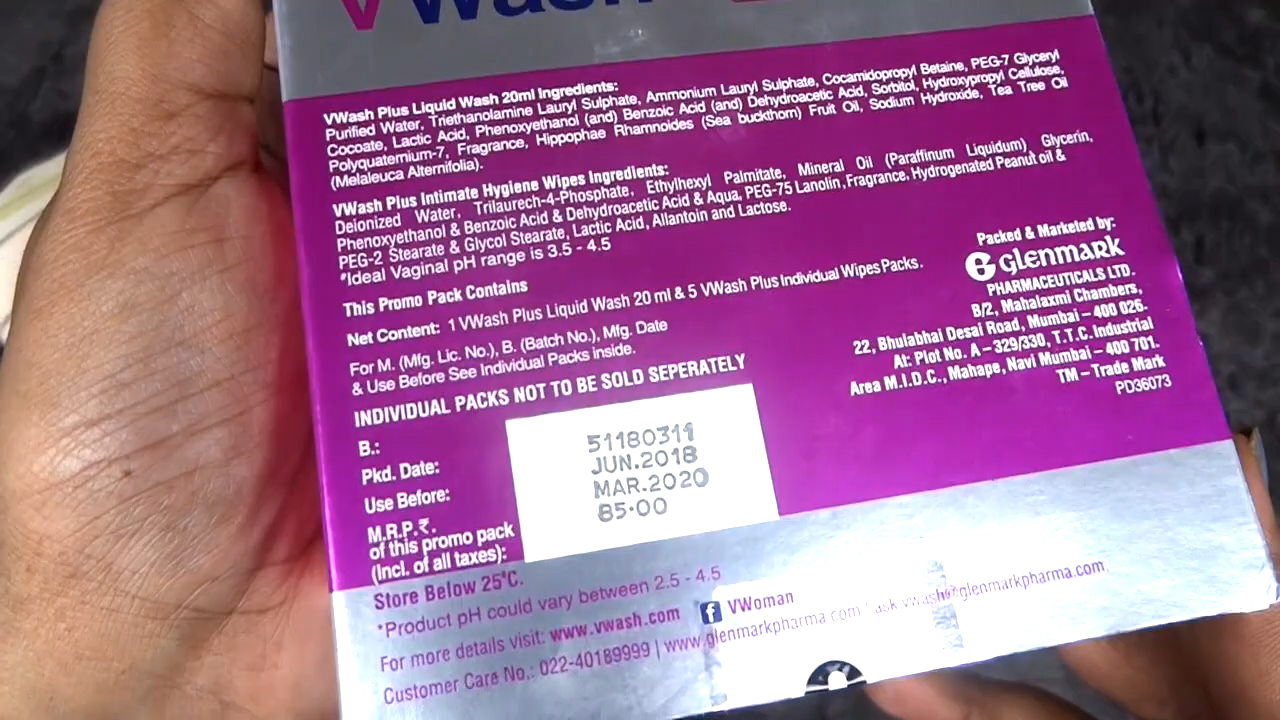 VWash
VWash Plus Liquid Wash 20ml Ingredients:
Purified Water, Triethanolamine Lauryl Sulphate, Ammonium Lauryl Sulphate, Cocamidopropyl Betaine, PEG-7 Glyceryl
Cocoate, Lactic Acid, Phenoxyethanol (and) Benzoic Acid (and) Dehydroacetic Acid, Sorbitol, Hydroxypropyl Cellulose,
Polyquaternium-7, Fragrance, Hippophae Rhamnoides (Sea buckthorn) Fruit Oil, Sodium Hydroxide, Tea Tree Oil
(Melaleuca Alternifolia).
VWash Plus Intimate Hygiene Wipes Ingredients:
Deionized Water, Trilaurech-4-Phosphate, Ethylhexyl Palmitate, Mineral Oil (Paraffinum Liquidum), Glycerin,
Phenoxyethanol & Benzoic Acid & Dehydroacetic Acid & Aqua, PEG-75 Lanolin, Fragrance, Hydrogenated Peanut oil &
PEG-2 Stearate & Glycol Stearate, Lactic Acid, Allantoin and Lactose.
*Ideal Vaginal pH range is 3.5 - 4.5
This Promo Pack Contains
Net Content: 1 VWash Plus Liquid Wash 20 ml & 5 VWash Plus Individual Wipes Packs.
For M. (Mfg. Lic. No.), B. (Batch No.), Mfg. Date
& Use Before See Individual Packs inside.
INDIVIDUAL PACKS NOT TO BE SOLD SEPERATELY
B.: 51180311
Pkd. Date: JUN.2018
Use Before: MAR.2020
M.R.P.₹. 85.00
of this promo pack
(Incl. of all taxes):
Packed & Marketed by:
G glenmark
PHARMACEUTICALS LTD.
B/2, Mahalaxmi Chambers,
22, Bhulabhai Desai Road, Mumbai – 400 026.
At: Plot No. A – 329/330, T.T.C. Industrial
Area M.I.D.C., Mahape, Navi Mumbai – 400 701.
TM – Trade Mark
PD36073
Store Below 25°C.
*Product pH could vary between 2.5 - 4.5
For more details visit: www.vwash.com f VWoman
Customer Care No.: 022-40189999 | www.glenmarkpharma.com ask.vwash@glenmarkpharma.com